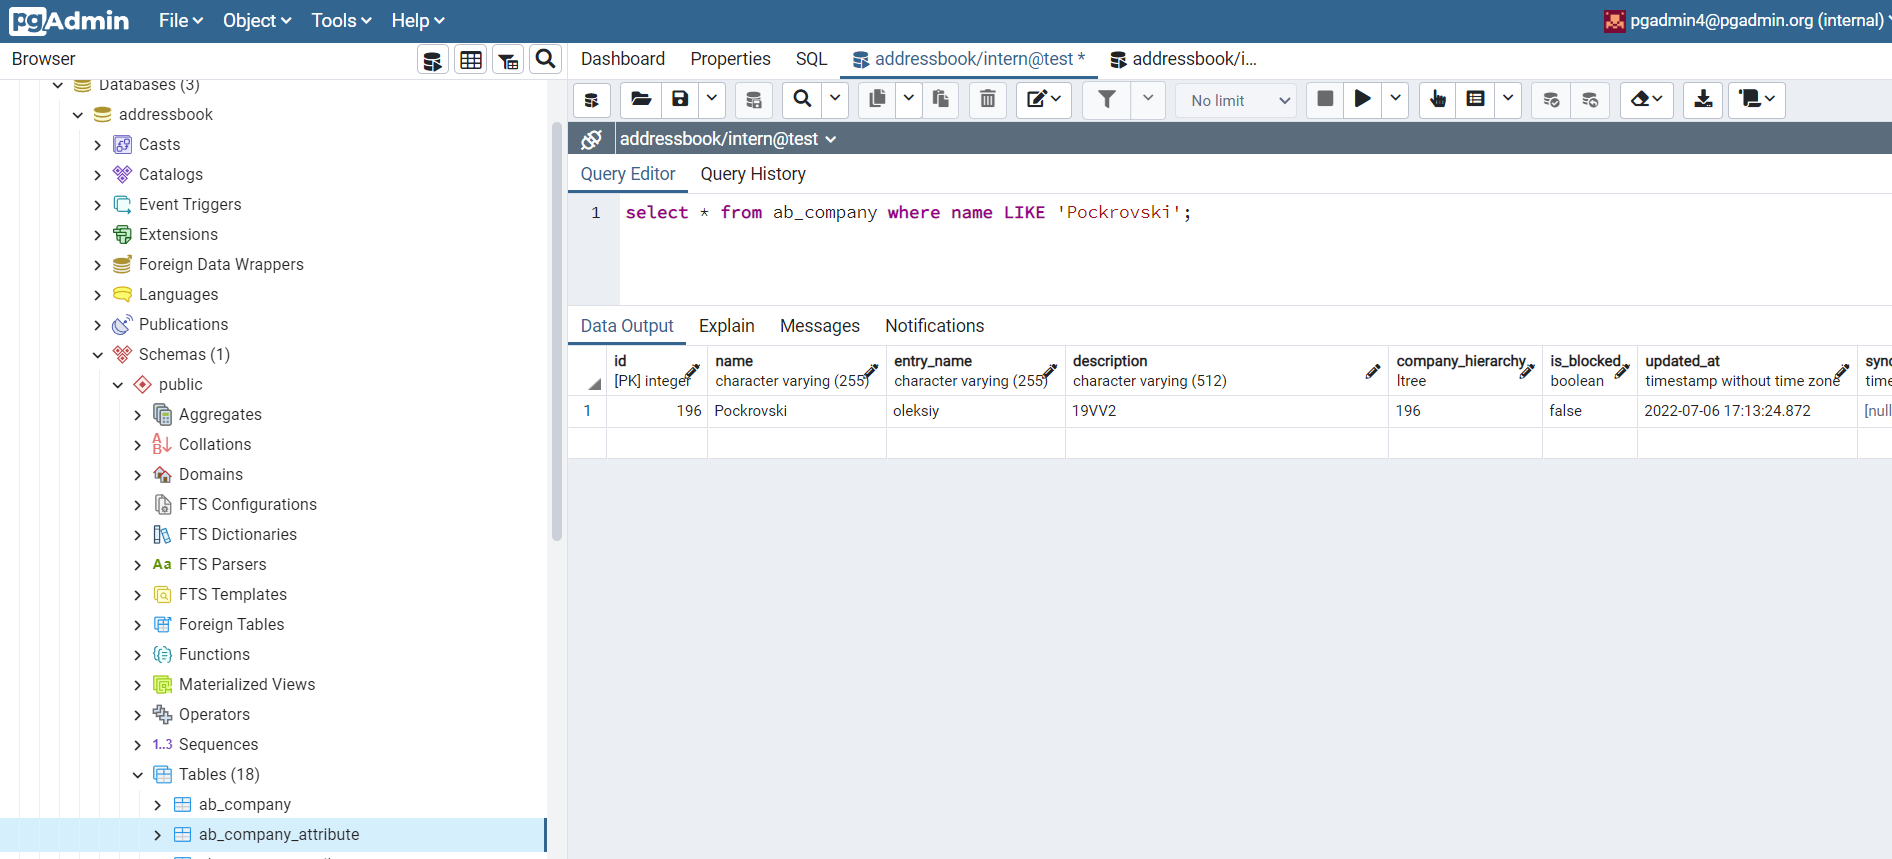 pgAdmin File Object Tools Help pgadmin4@pgadmin.org (internal)
Browser
Dashboard Properties SQL addressbook/intern@test * addressbook/i...
Databases (3)
addressbook
Casts
Catalogs
Event Triggers
Extensions
Foreign Data Wrappers
Languages
Publications
Schemas (1)
public
Aggregates
Collations
Domains
FTS Configurations
FTS Dictionaries
Aa FTS Parsers
FTS Templates
Foreign Tables
Functions
Materialized Views
Operators
1..3 Sequences
Tables (18)
ab_company
ab_company_attribute
No limit
addressbook/intern@test
Query Editor Query History
1 select * from ab_company where name LIKE 'Pockrovski';
Data Output Explain Messages Notifications
id name entry_name description company_hierarchy is_blocked updated_at sync
[PK] integer character varying (255) character varying (255) character varying (512) ltree boolean timestamp without time zone time
1 196 Pockrovski oleksiy 19VV2 196 false 2022-07-06 17:13:24.872 [null